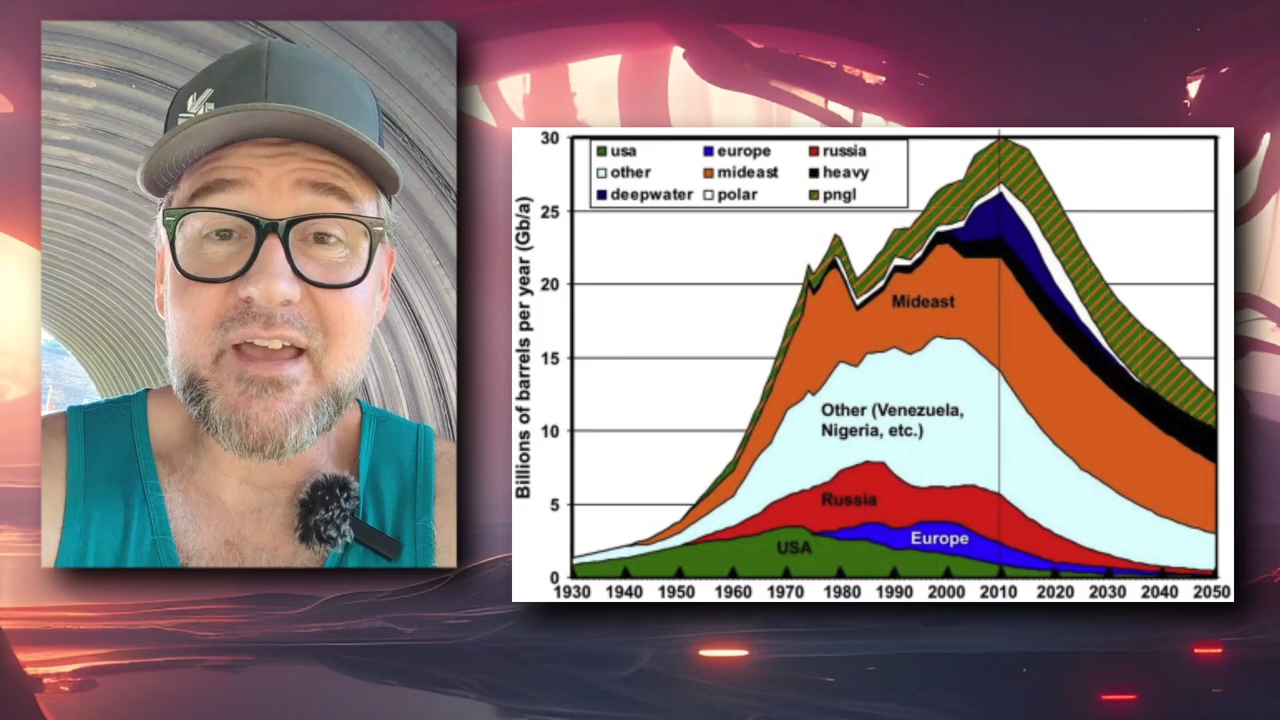 30
25
20
15
10
5
0
Billions of barrels per year (Gb/a)
usa europe russia
other mideast heavy
deepwater polar pngl
Mideast
Other (Venezuela,
Nigeria, etc.)
Russia
USA
Europe
1930 1940 1950 1960 1970 1980 1990 2000 2010 2020 2030 2040 2050